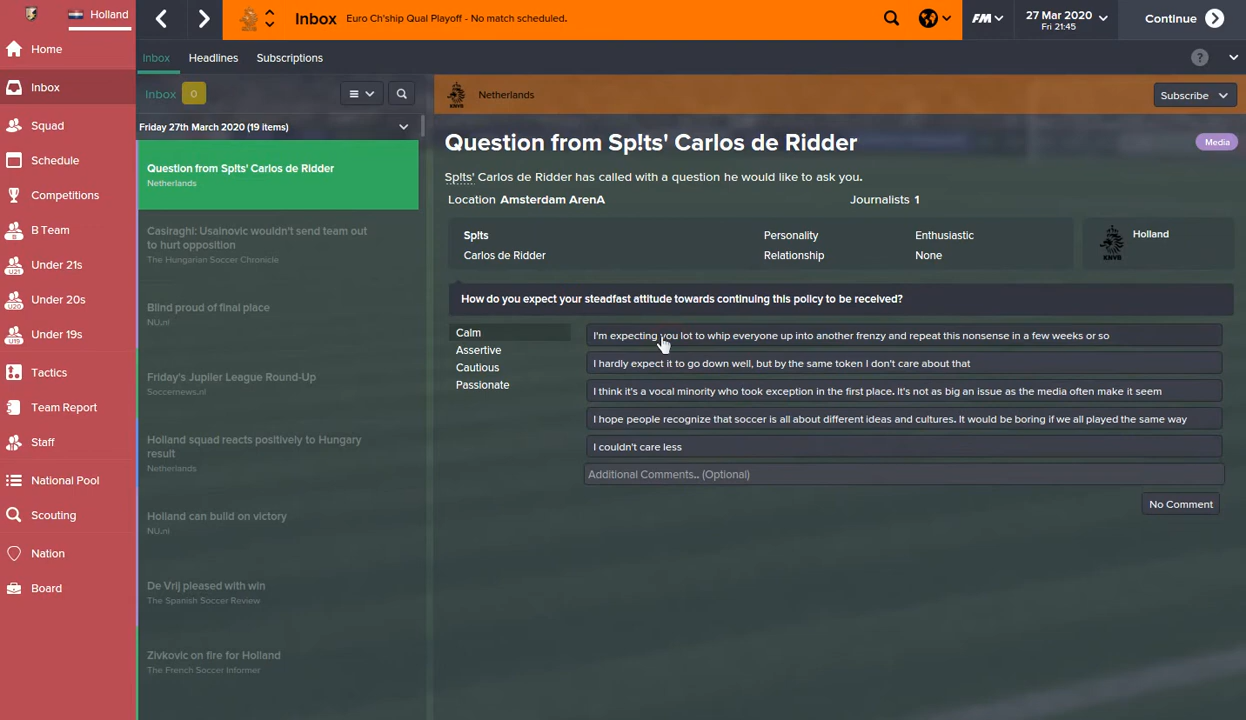 Holland
Inbox
Euro Ch'ship Qual Playoff - No match scheduled.
FM
27 Mar 2020
Fri 21:45
Continue
Home
Inbox
Squad
Schedule
Competitions
B Team
Under 21s
Under 20s
Under 19s
Tactics
Team Report
Staff
National Pool
Scouting
Nation
Board
Inbox
Headlines
Subscriptions
?
Inbox
0
Friday 27th March 2020 (19 items)
Question from Sp!ts' Carlos de Ridder
Netherlands
Casiraghi: Usainovic wouldn't send team out
to hurt opposition
The Hungarian Soccer Chronicle
Blind proud of final place
NU.nl
Friday's Jupiler League Round-Up
Soccernews.nl
Holland squad reacts positively to Hungary
result
Netherlands
Holland can build on victory
NU.nl
De Vrij pleased with win
The Spanish Soccer Review
Zivkovic on fire for Holland
The French Soccer Informer
KNVB
Netherlands
Subscribe
Question from Sp!ts' Carlos de Ridder
Media
Sp!ts' Carlos de Ridder has called with a question he would like to ask you.
Location Amsterdam ArenA
Journalists 1
Sp!ts
Personality
Enthusiastic
Carlos de Ridder
Relationship
None
KNVB
Holland
How do you expect your steadfast attitude towards continuing this policy to be received?
Calm
Assertive
Cautious
Passionate
I'm expecting you lot to whip everyone up into another frenzy and repeat this nonsense in a few weeks or so
I hardly expect it to go down well, but by the same token I don't care about that
I think it's a vocal minority who took exception in the first place. It's not as big an issue as the media often make it seem
I hope people recognize that soccer is all about different ideas and cultures. It would be boring if we all played the same way
I couldn't care less
Additional Comments.. (Optional)
No Comment